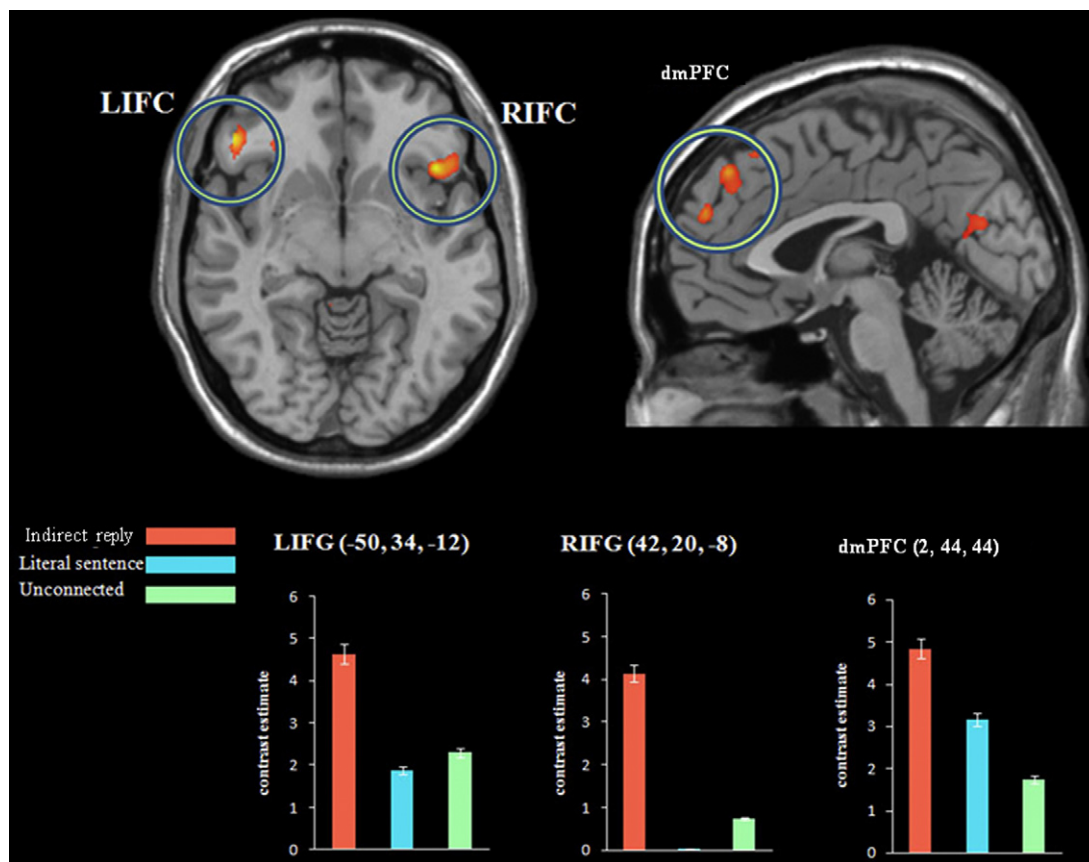 LIFC
RIFC
dmPFC
Indirect reply
Literal sentence
Unconnected
LIFG (-50, 34, -12)
RIFG (42, 20, -8)
dmPFC (2, 44, 44)
contrast estimate
6
5
4
3
2
1
0
contrast estimate
6
5
4
3
2
1
0
contrast estimate
6
5
4
3
2
1
0